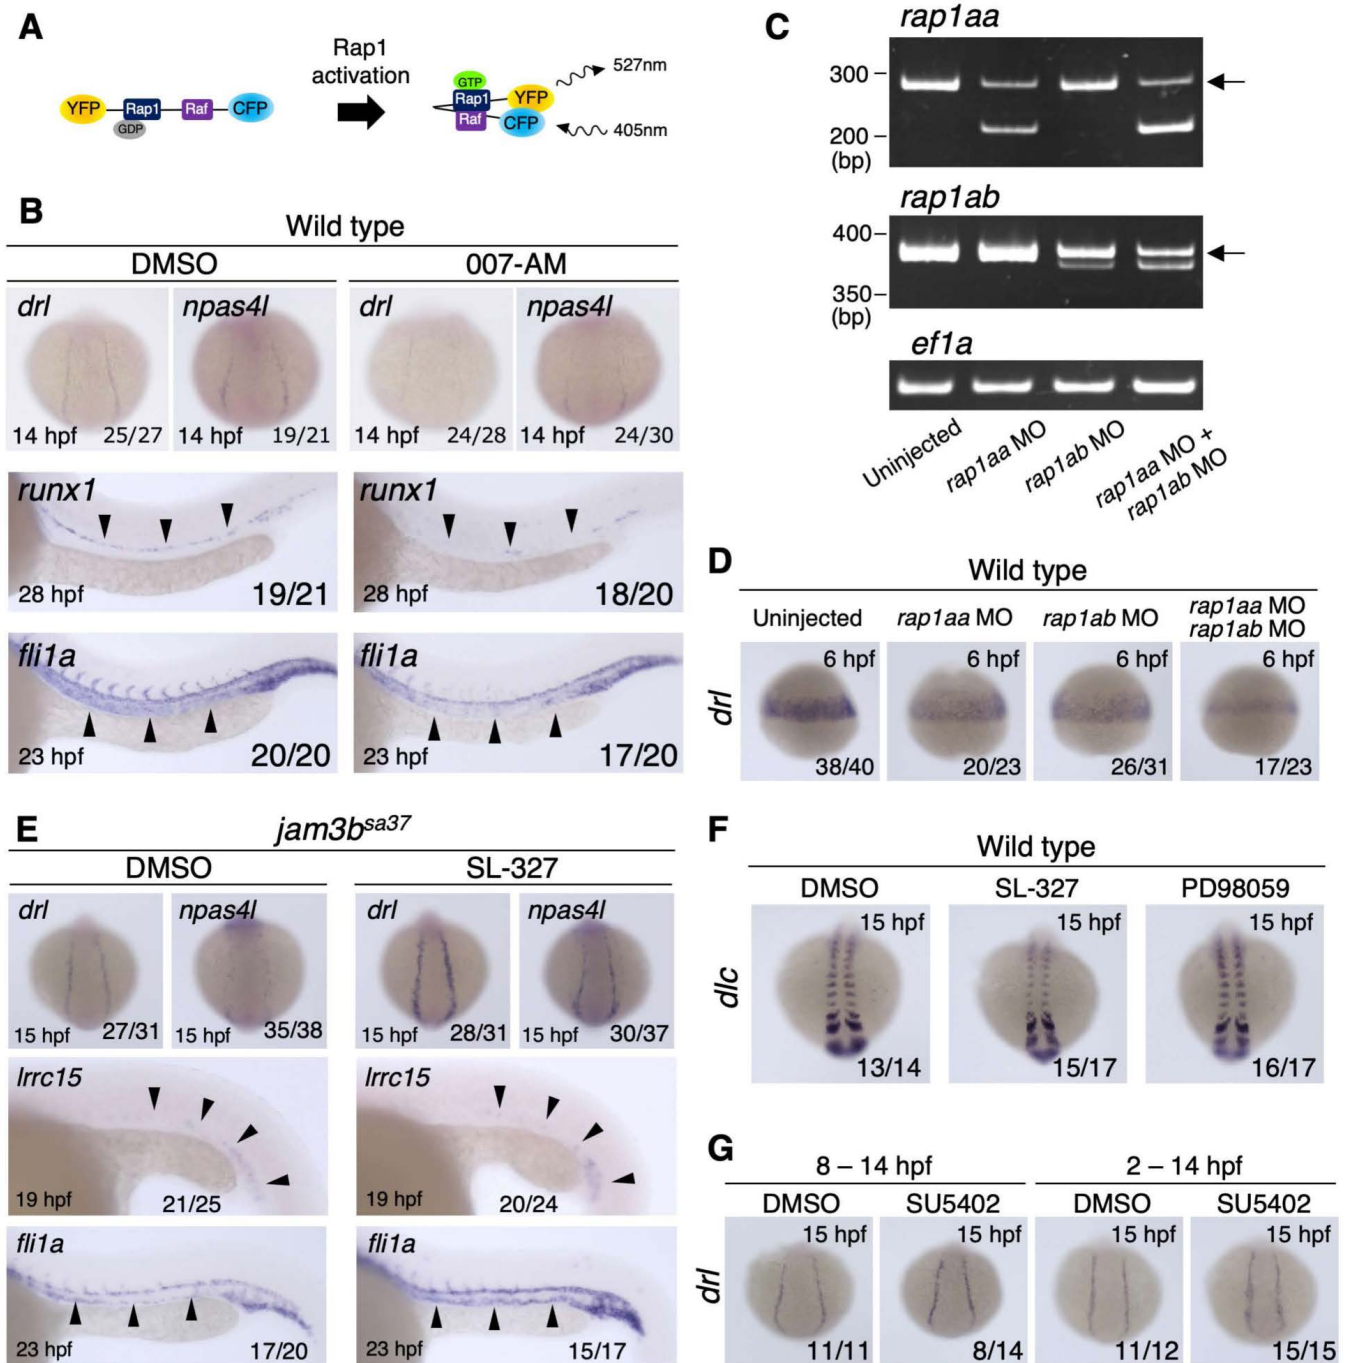 A
Rap1
activation
YFP
Rap1
Raf
CFP
GDP
GTP
Rap1
YFP
Raf
CFP
527nm
405nm
B
Wild type
DMSO
007-AM
drl
npas4l
drl
npas4l
14 hpf 25/27
14 hpf 19/21
14 hpf 24/28
14 hpf 24/30
runx1
runx1
28 hpf 19/21
28 hpf 18/20
fli1a
fli1a
23 hpf 20/20
23 hpf 17/20
C
rap1aa
300
200
(bp)
rap1ab
400
350
(bp)
ef1a
Uninjected
rap1aa MO
rap1ab MO
rap1aa MO +
rap1ab MO
D
Wild type
Uninjected
rap1aa MO
rap1ab MO
rap1aa MO
rap1ab MO
6 hpf
6 hpf
6 hpf
6 hpf
drl
38/40
20/23
26/31
17/23
E
jam3bsa37
DMSO
SL-327
drl
npas4l
drl
npas4l
15 hpf 27/31
15 hpf 35/38
15 hpf 28/31
15 hpf 30/37
lrrc15
lrrc15
19 hpf 21/25
19 hpf 20/24
fli1a
fli1a
23 hpf 17/20
23 hpf 15/17
F
Wild type
DMSO
SL-327
PD98059
15 hpf
15 hpf
15 hpf
dlc
13/14
15/17
16/17
G
8 – 14 hpf
2 – 14 hpf
DMSO
SU5402
DMSO
SU5402
15 hpf
15 hpf
15 hpf
15 hpf
drl
11/11
8/14
11/12
15/15